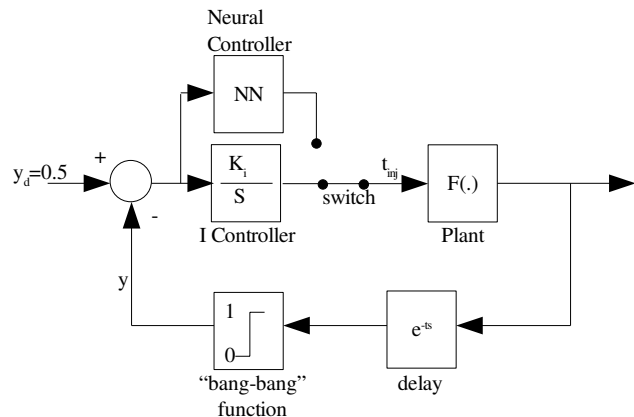 Neural
Controller
NN
+
y_d=0.5
K_i
S
-
I Controller
switch
t_inj
F(.)
Plant
y
1
0
e^-ts
"bang-bang"
function
delay